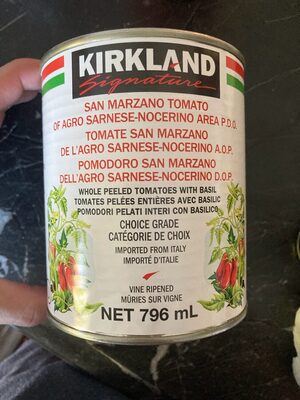 KIRKLAND
Signature
SAN MARZANO TOMATO
OF AGRO SARNESE-NOCERINO AREA P.D.O.
TOMATE SAN MARZANO
DE L'AGRO SARNESE-NOCERINO A.O.P.
POMODORO SAN MARZANO
DELL'AGRO SARNESE-NOCERINO D.O.P.
WHOLE PEELED TOMATOES WITH BASIL
TOMATES PELÉES ENTIÈRES AVEC BASILIC
POMODORI PELATI INTERI CON BASILICO
CHOICE GRADE
CATÉGORIE DE CHOIX
IMPORTED FROM ITALY
IMPORTÉ D'ITALIE
VINE RIPENED
MÛRIES SUR VIGNE
NET 796 mL